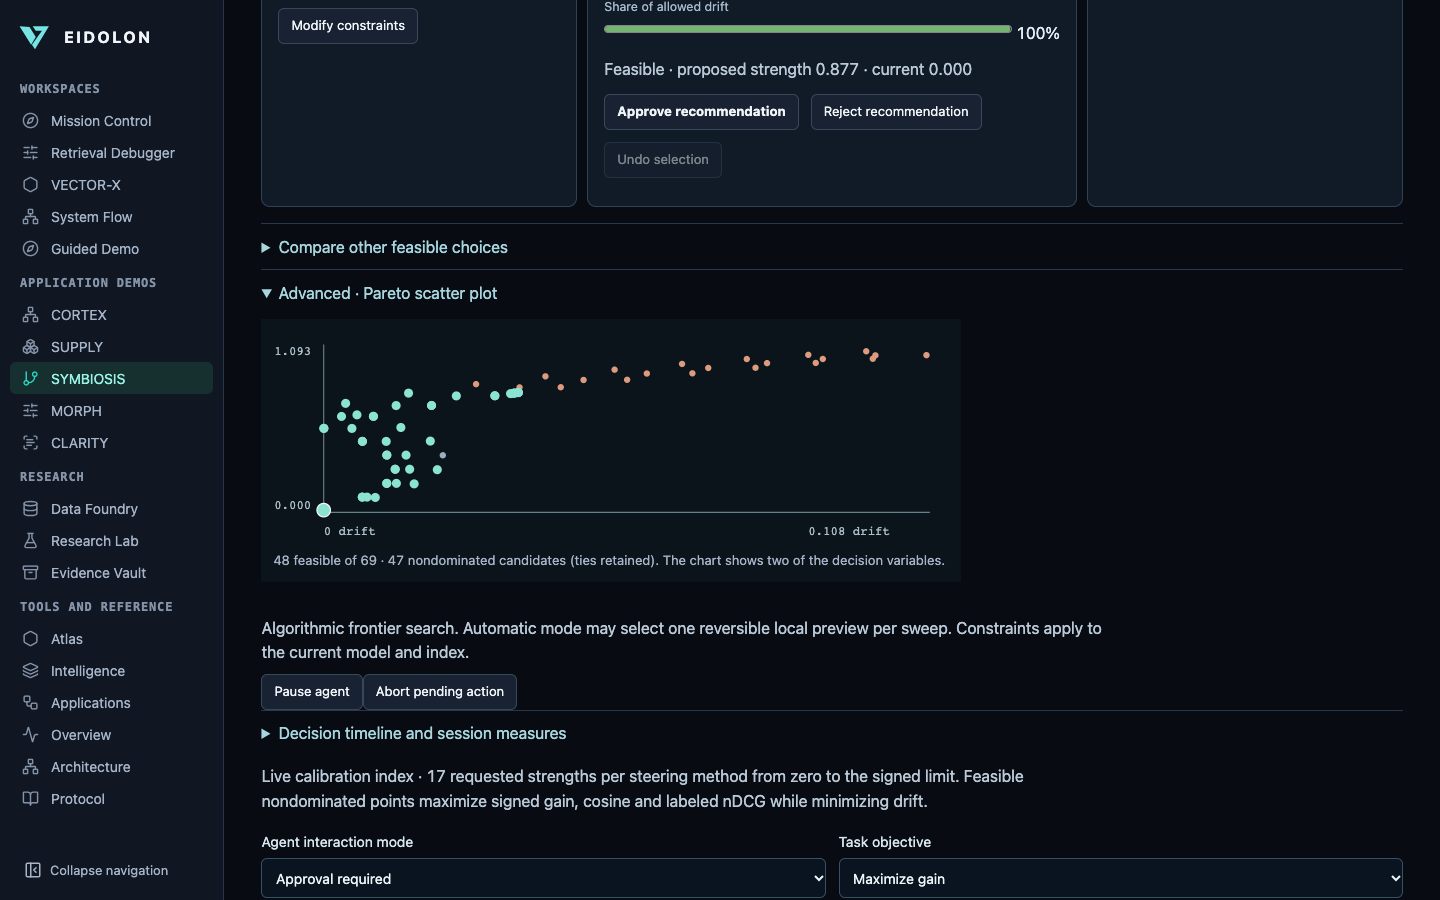 EIDOLON
WORKSPACES
Mission Control
Retrieval Debugger
VECTOR-X
System Flow
Guided Demo
APPLICATION DEMOS
CORTEX
SUPPLY
SYMBIOSIS
MORPH
CLARITY
RESEARCH
Data Foundry
Research Lab
Evidence Vault
TOOLS AND REFERENCE
Atlas
Intelligence
Applications
Overview
Architecture
Protocol
Collapse navigation
Modify constraints
Share of allowed drift
100%
Feasible · proposed strength 0.877 · current 0.000
Approve recommendation
Reject recommendation
Undo selection
Compare other feasible choices
Advanced · Pareto scatter plot
1.093
0.000
0 drift
0.108 drift
48 feasible of 69 · 47 nondominated candidates (ties retained). The chart shows two of the decision variables.
Algorithmic frontier search. Automatic mode may select one reversible local preview per sweep. Constraints apply to
the current model and index.
Pause agent
Abort pending action
Decision timeline and session measures
Live calibration index · 17 requested strengths per steering method from zero to the signed limit. Feasible
nondominated points maximize signed gain, cosine and labeled nDCG while minimizing drift.
Agent interaction mode
Task objective
Approval required
Maximize gain